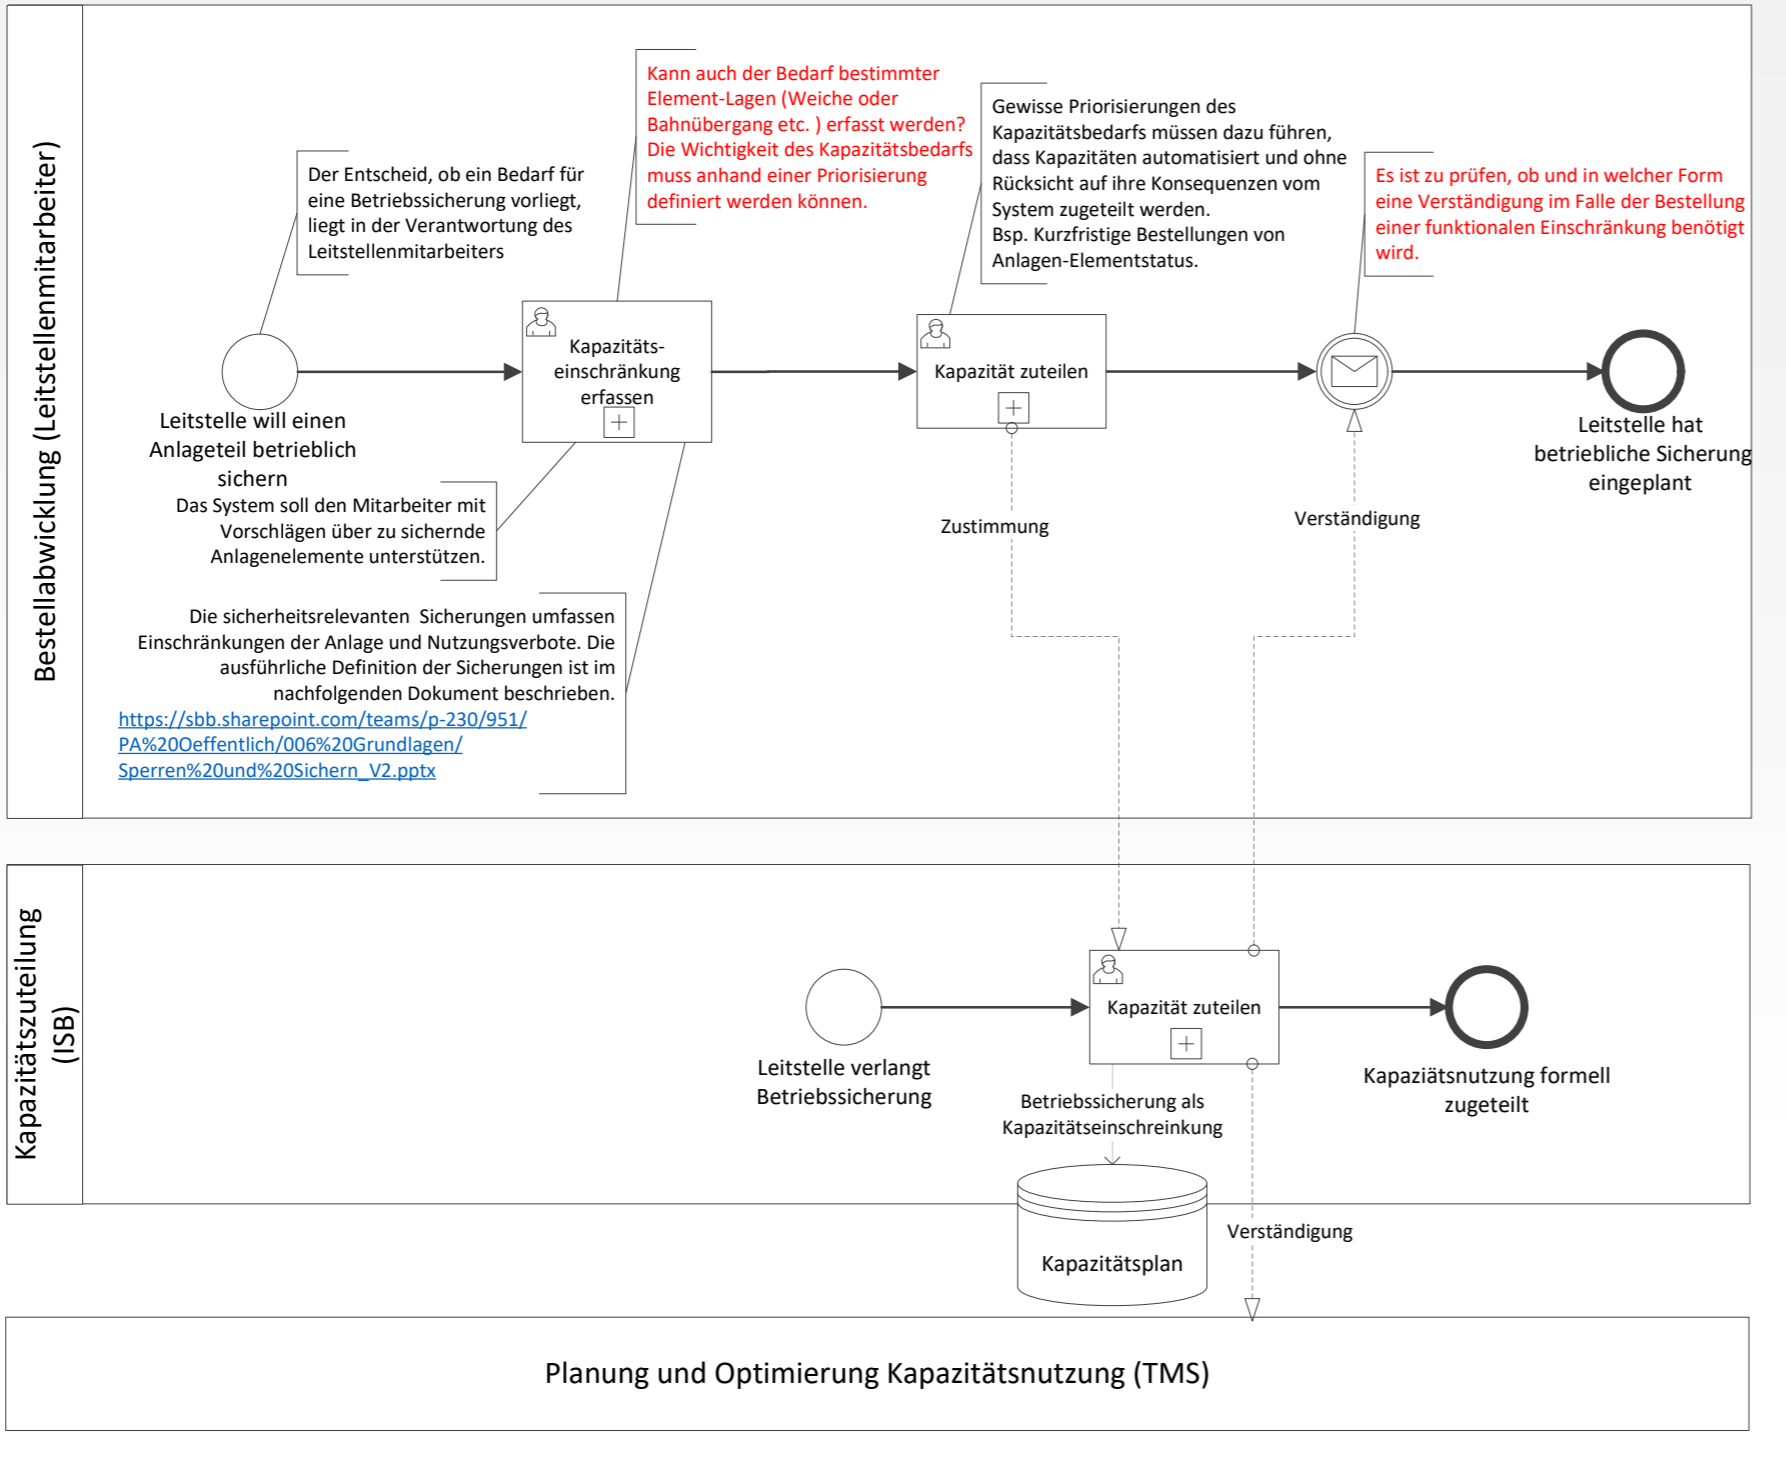 Bestellabwicklung (Leitstellenmitarbeiter)
Der Entscheid, ob ein Bedarf für
eine Betriebssicherung vorliegt,
liegt in der Verantwortung des
Leitstellenmitarbeiters
Kann auch der Bedarf bestimmter
Element-Lagen (Weiche oder
Bahnübergang etc. ) erfasst werden?
Die Wichtigkeit des Kapazitätsbedarfs
muss anhand einer Priorisierung
definiert werden können.
Gewisse Priorisierungen des
Kapazitätsbedarfs müssen dazu führen,
dass Kapazitäten automatisiert und ohne
Rücksicht auf ihre Konsequenzen vom
System zugeteilt werden.
Bsp. Kurzfristige Bestellungen von
Anlagen-Elementstatus.
Es ist zu prüfen, ob und in welcher Form
eine Verständigung im Falle der Bestellung
einer funktionalen Einschränkung benötigt
wird.
Leitstelle will einen
Anlageteil betrieblich
sichern
Kapazitäts-
einschränkung
erfassen
Kapazität zuteilen
Leitstelle hat
betriebliche Sicherung
eingeplant
Das System soll den Mitarbeiter mit
Vorschlägen über zu sichernde
Anlagenelemente unterstützen.
Zustimmung
Verständigung
Die sicherheitsrelevanten  Sicherungen umfassen
Einschränkungen der Anlage und Nutzungsverbote. Die
ausführliche Definition der Sicherungen ist im
nachfolgenden Dokument beschrieben.
https://sbb.sharepoint.com/teams/p-230/951/
PA%20Oeffentlich/006%20Grundlagen/
Sperren%20und%20Sichern_V2.pptx
Kapazitätszuteilung
(ISB)
Leitstelle verlangt
Betriebssicherung
Kapazität zuteilen
Kapaziätsnutzung formell
zugeteilt
Betriebssicherung als
Kapazitätseinschreinkung
Kapazitätsplan
Verständigung
Planung und Optimierung Kapazitätsnutzung (TMS)